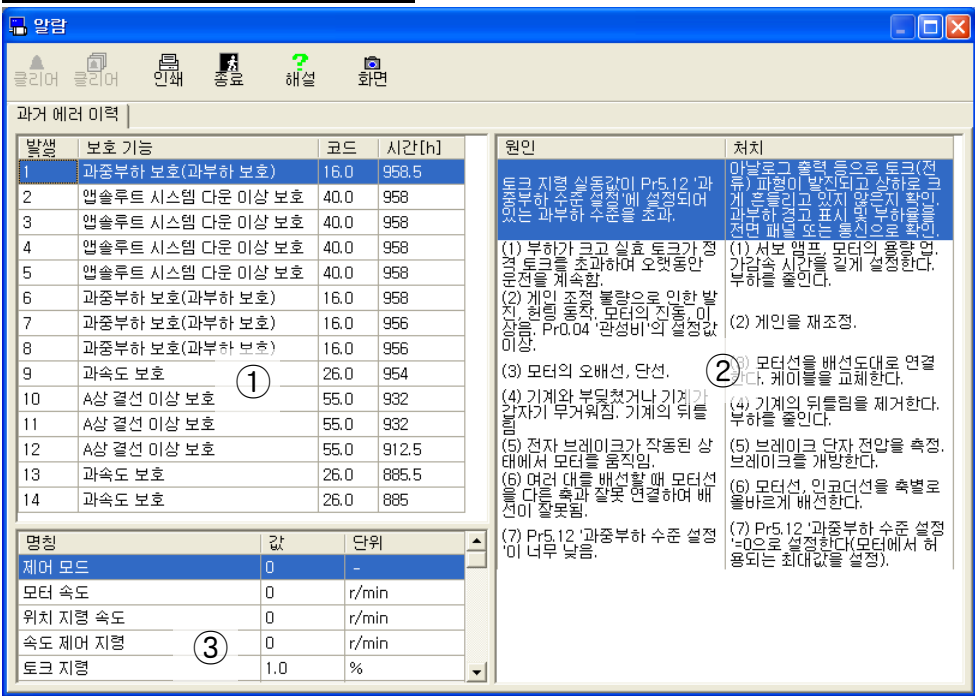 알람
클리어 클리어 인쇄 종료 해설 화면
과거 에러 이력
발생 보호 기능 코드 시간[h]
1 과중부하 보호(과부하 보호) 16.0 958.5
2 앱솔루트 시스템 다운 이상 보호 40.0 958
3 앱솔루트 시스템 다운 이상 보호 40.0 958
4 앱솔루트 시스템 다운 이상 보호 40.0 958
5 앱솔루트 시스템 다운 이상 보호 40.0 958
6 과중부하 보호(과부하 보호) 16.0 958
7 과중부하 보호(과부하 보호) 16.0 956
8 과중부하 보호(과부하 보호) 16.0 956
9 과속도 보호 26.0 954
10 A상 결선 이상 보호 55.0 932
11 A상 결선 이상 보호 55.0 932
12 A상 결선 이상 보호 55.0 912.5
13 과속도 보호 26.0 885.5
14 과속도 보호 26.0 885
①
명칭 값 단위
제어 모드 0 -
모터 속도 0 r/min
위치 지령 속도 0 r/min
속도 제어 지령 0 r/min
토크 지령 1.0 %
③
원인 처치
토크 지령 실동값이 Pr5.12 '과
중부하 수준 설정'에 설정되어
있는 과부하 수준을 초과.
아날로그 출력 등으로 토크(전
류) 파형이 발진되고 상하로 크
게 흔들리고 있지 않은지 확인.
과부하 경고 표시 및 부하율을
전면 패널 또는 통신으로 확인.
(1) 부하가 크고 실효 토크가 정
격 토크를 초과하며 오랫동안
운전을 계속함.
(1) 서보 앰프, 모터의 용량 업.
가감속 시간을 길게 설정한다.
부하를 줄인다.
(2) 게인 조정 불량으로 인한 발
진, 헌팅 동작. 모터의 진동, 이
상음. Pr0.04 '관성비'의 설정값
이상.
(2) 게인을 재조정.
(3) 모터의 오배선, 단선.
(3) 모터선을 배선도대로 연결
한다. 케이블을 교체한다.
(4) 기계와 부딪쳤거나 기계가
갑자기 무거워짐. 기계의 뒤틀
림
(4) 기계의 뒤틀림을 제거한다.
부하를 줄인다.
(5) 전자 브레이크가 작동된 상
태에서 모터를 움직임.
(5) 브레이크 단자 전압을 측정.
브레이크를 개방한다.
(6) 여러 대를 배선할 때 모터선
을 다른 축과 잘못 연결하며 배
선이 잘못됨.
(6) 모터선, 인코더선을 축별로
올바르게 배선한다.
(7) Pr5.12 '과중부하 수준 설정
'이 너무 낮음.
(7) Pr5.12 '과중부하 수준 설정
'=0으로 설정한다(모터에서 허
용되는 최대값을 설정).
②